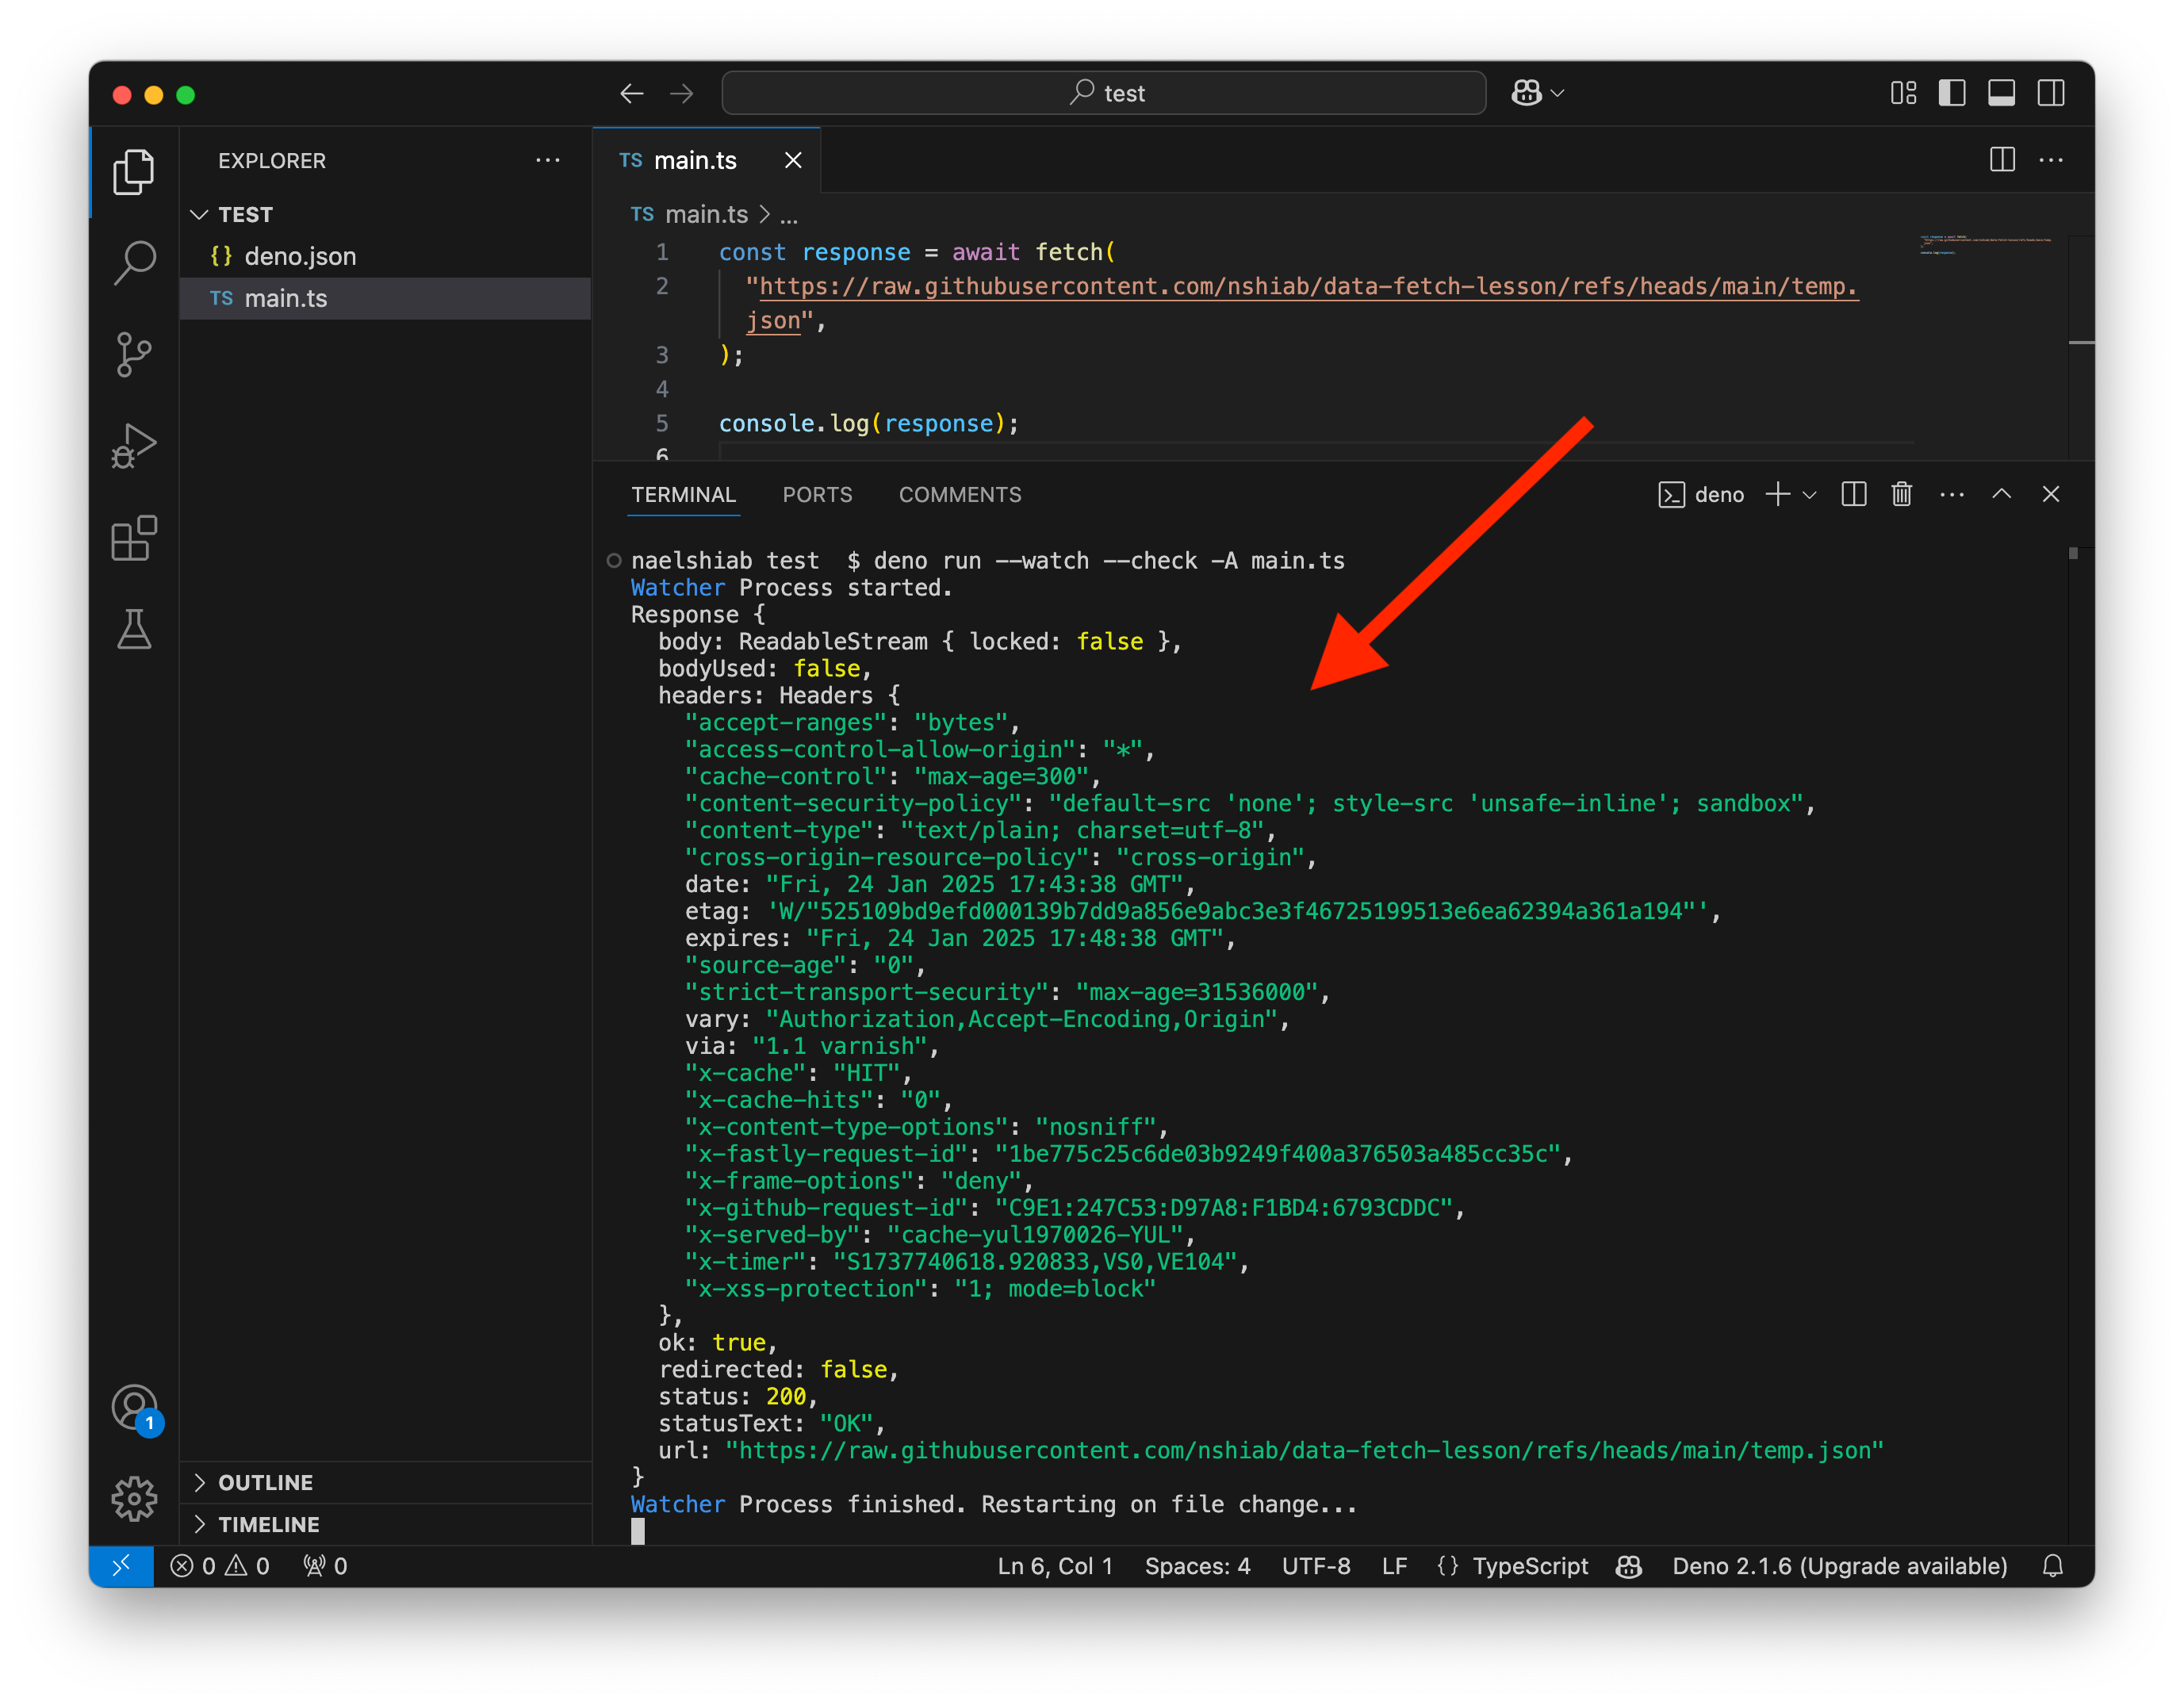 test
EXPLORER
TEST
{} deno.json
TS main.ts
OUTLINE
TIMELINE
1
TS main.ts
TS main.ts > ...
1 const response = await fetch(
2 "https://raw.githubusercontent.com/nshiab/data-fetch-lesson/refs/heads/main/temp.
json",
3 );
4
5 console.log(response);
6
TERMINAL PORTS COMMENTS deno
naelshiab test $ deno run --watch --check -A main.ts
Watcher Process started.
Response {
body: ReadableStream { locked: false },
bodyUsed: false,
headers: Headers {
"accept-ranges": "bytes",
"access-control-allow-origin": "*",
"cache-control": "max-age=300",
"content-security-policy": "default-src 'none'; style-src 'unsafe-inline'; sandbox",
"content-type": "text/plain; charset=utf-8",
"cross-origin-resource-policy": "cross-origin",
date: "Fri, 24 Jan 2025 17:43:38 GMT",
etag: 'W/"525109bd9efd000139b7dd9a856e9abc3e3f46725199513e6ea62394a361a194"',
expires: "Fri, 24 Jan 2025 17:48:38 GMT",
"source-age": "0",
"strict-transport-security": "max-age=31536000",
vary: "Authorization,Accept-Encoding,Origin",
via: "1.1 varnish",
"x-cache": "HIT",
"x-cache-hits": "0",
"x-content-type-options": "nosniff",
"x-fastly-request-id": "1be775c25c6de03b9249f400a376503a485cc35c",
"x-frame-options": "deny",
"x-github-request-id": "C9E1:247C53:D97A8:F1BD4:6793CDDC",
"x-served-by": "cache-yul1970026-YUL",
"x-timer": "S1737740618.920833,VS0,VE104",
"x-xss-protection": "1; mode=block"
},
ok: true,
redirected: false,
status: 200,
statusText: "OK",
url: "https://raw.githubusercontent.com/nshiab/data-fetch-lesson/refs/heads/main/temp.json"
}
Watcher Process finished. Restarting on file change...
0 0 0 Ln 6, Col 1 Spaces: 4 UTF-8 LF {} TypeScript Deno 2.1.6 (Upgrade available)